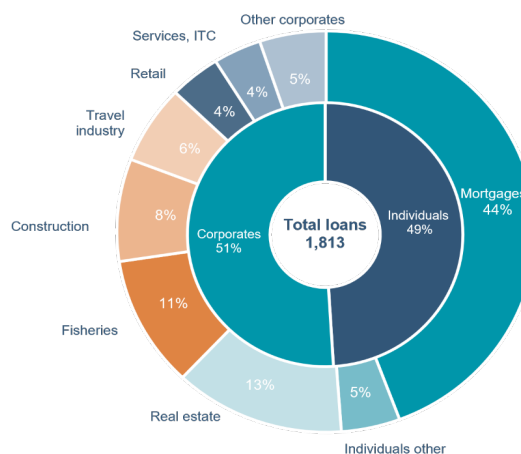 Other corporates
5%
Services, ITC
4%
Retail
4%
Travel
industry
6%
Construction
8%
Fisheries
11%
Real estate
13%
Individuals other
5%
Mortgages
44%
Individuals
49%
Corporates
51%
Total loans
1,813